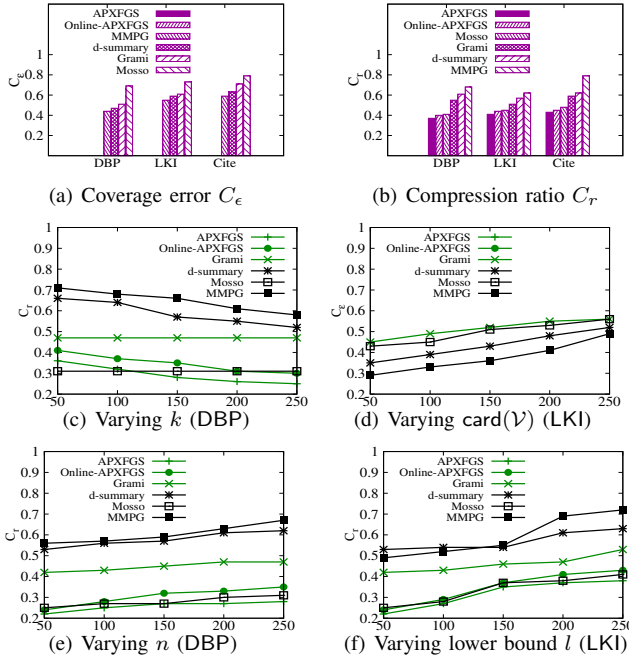 APXFGS
Online-APXFGS
MMPG
d-summary
Grami
Mosso
C_ε
1
0.8
0.6
0.4
0.2
DBP LKI Cite
(a) Coverage error C_ϵ
APXFGS
Online-APXFGS
Mosso
Grami
d-summary
MMPG
C_r
1
0.8
0.6
0.4
0.2
DBP LKI Cite
(b) Compression ratio C_r
APXFGS
Online-APXFGS
Grami
d-summary
Mosso
MMPG
C_r
1
0.9
0.8
0.7
0.6
0.5
0.4
0.3
0.2
50 100 150 200 250
(c) Varying k (DBP)
APXFGS
Online-APXFGS
Grami
d-summary
Mosso
MMPG
C_ε
1
0.9
0.8
0.7
0.6
0.5
0.4
0.3
0.2
50 100 150 200 250
(d) Varying card(𝒱) (LKI)
APXFGS
Online-APXFGS
Grami
d-summary
Mosso
MMPG
C_r
1
0.9
0.8
0.7
0.6
0.5
0.4
0.3
0.2
50 100 150 200 250
(e) Varying n (DBP)
APXFGS
Online-APXFGS
Grami
d-summary
Mosso
MMPG
C_r
1
0.9
0.8
0.7
0.6
0.5
0.4
0.3
0.2
50 100 150 200 250
(f) Varying lower bound l (LKI)